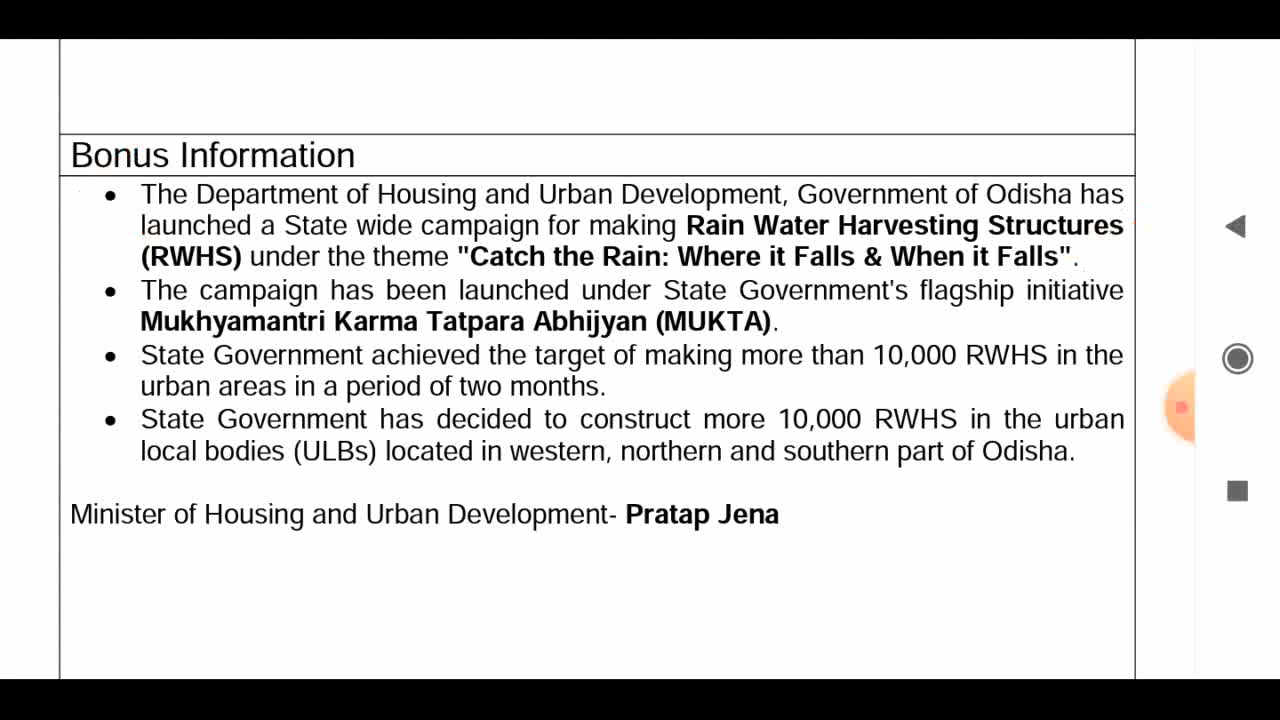 Bonus Information
• The Department of Housing and Urban Development, Government of Odisha has
launched a State wide campaign for making Rain Water Harvesting Structures
(RWHS) under the theme "Catch the Rain: Where it Falls & When it Falls".
• The campaign has been launched under State Government's flagship initiative
Mukhyamantri Karma Tatpara Abhijyan (MUKTA).
• State Government achieved the target of making more than 10,000 RWHS in the
urban areas in a period of two months.
• State Government has decided to construct more 10,000 RWHS in the urban
local bodies (ULBs) located in western, northern and southern part of Odisha.
Minister of Housing and Urban Development- Pratap Jena